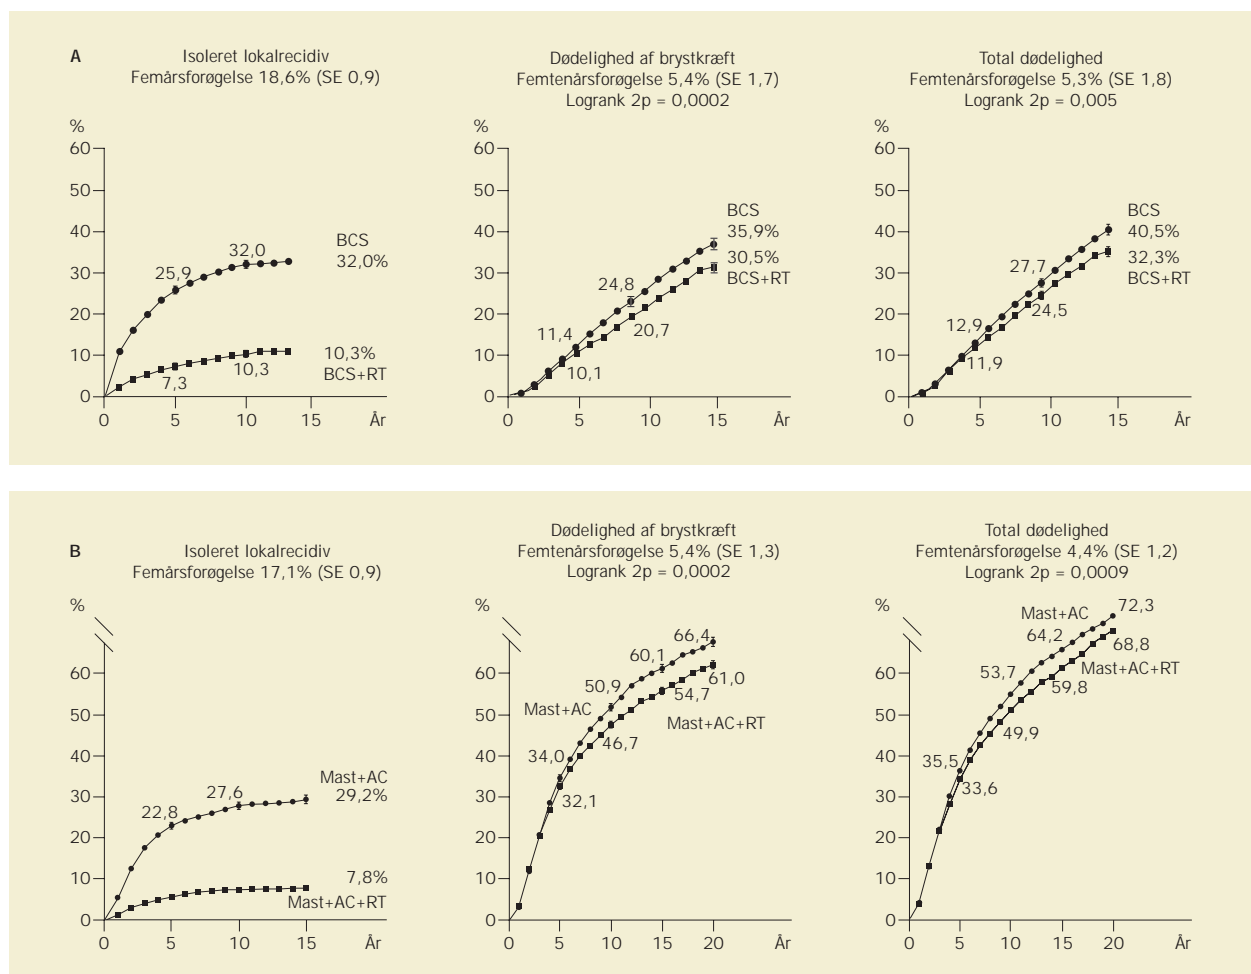 A
Isoleret lokalrecidiv
Femårsforøgelse 18,6% (SE 0,9)
%
60
50
40
30
20
10
0
0 5 10 15 År
25,9
32,0
BCS
32,0%
7,3
10,3
10,3%
BCS+RT
Dødelighed af brystkræft
Femtenårsforøgelse 5,4% (SE 1,7)
Logrank 2p = 0,0002
%
60
50
40
30
20
10
0
0 5 10 15 År
11,4
24,8
BCS
35,9%
30,5%
BCS+RT
10,1
20,7
Total dødelighed
Femtenårsforøgelse 5,3% (SE 1,8)
Logrank 2p = 0,005
%
60
50
40
30
20
10
0
0 5 10 15 År
12,9
27,7
BCS
40,5%
32,3%
BCS+RT
11,9
24,5
B
Isoleret lokalrecidiv
Femårsforøgelse 17,1% (SE 0,9)
%
60
50
40
30
20
10
0
0 5 10 15 År
22,8
27,6
Mast+AC
29,2%
7,8%
Mast+AC+RT
Dødelighed af brystkræft
Femtenårsforøgelse 5,4% (SE 1,3)
Logrank 2p = 0,0002
%
60
50
40
30
20
10
0
0 5 10 15 20 År
34,0
50,9
60,1
66,4
Mast+AC
32,1
46,7
54,7
61,0
Mast+AC+RT
Total dødelighed
Femtenårsforøgelse 4,4% (SE 1,2)
Logrank 2p = 0,0009
%
60
50
40
30
20
10
0
0 5 10 15 20 År
35,5
53,7
64,2
72,3
Mast+AC
33,6
49,9
59,8
68,8
Mast+AC+RT